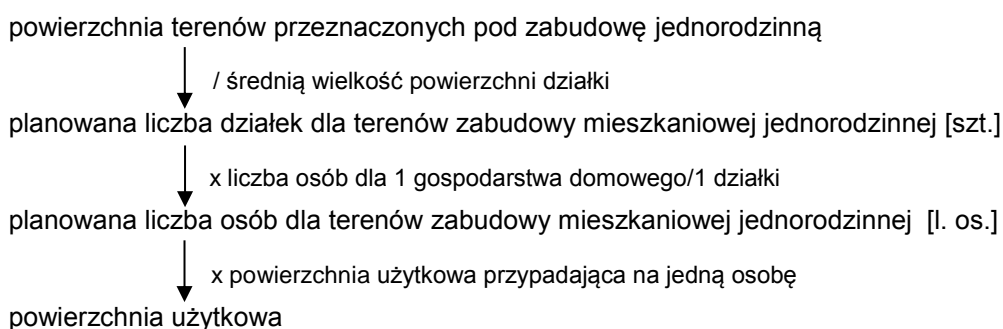 powierzchnia terenów przeznaczonych pod zabudowę jednorodzinną
/ średnią wielkość powierzchni działki
planowana liczba działek dla terenów zabudowy mieszkaniowej jednorodzinnej [szt.]
x liczba osób dla 1 gospodarstwa domowego/1 działki
planowana liczba osób dla terenów zabudowy mieszkaniowej jednorodzinnej [l. os.]
x powierzchnia użytkowa przypadająca na jedną osobę
powierzchnia użytkowa